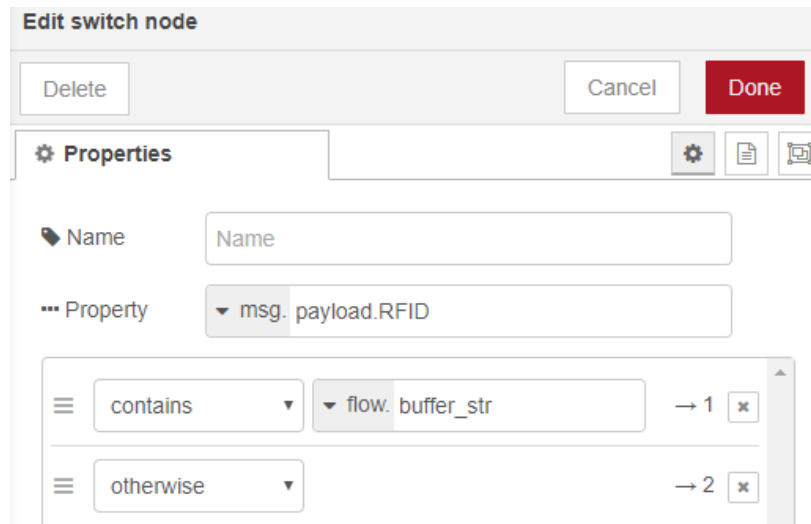 Edit switch node
Delete Cancel Done
Properties
Name Name
Property msg. payload.RFID
contains flow. buffer_str → 1
otherwise → 2